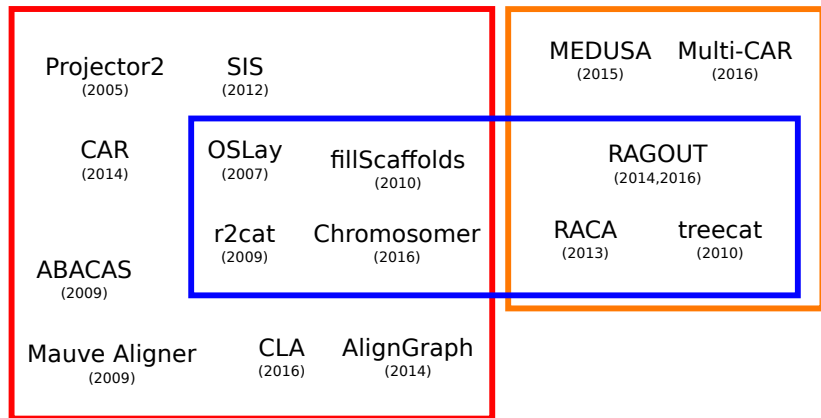 MEDUSA Multi-CAR
(2015) (2016)
Projector2 SIS
(2005) (2012)
CAR OSLay fillScaffolds RAGOUT
(2014) (2007) (2010) (2014,2016)
r2cat Chromosomer RACA treecat
(2009) (2016) (2013) (2010)
ABACAS
(2009)
Mauve Aligner CLA AlignGraph
(2009) (2016) (2014)